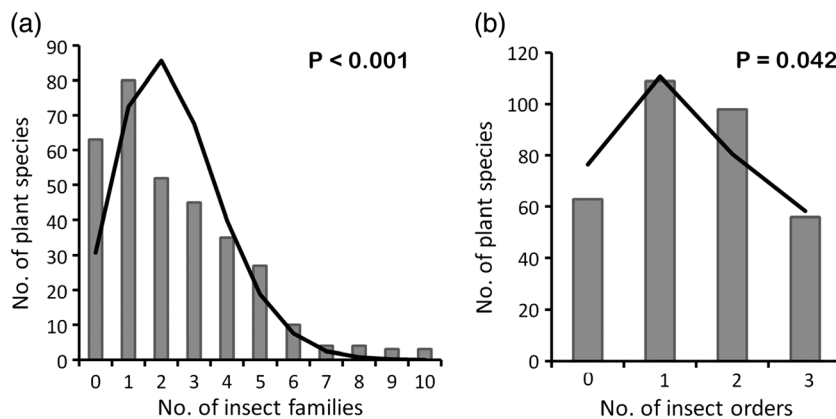 (a)
P < 0.001
No. of plant species
90
80
70
60
50
40
30
20
10
0
0 1 2 3 4 5 6 7 8 9 10
No. of insect families
(b)
P = 0.042
No. of plant species
120
100
80
60
40
20
0
0 1 2 3
No. of insect orders